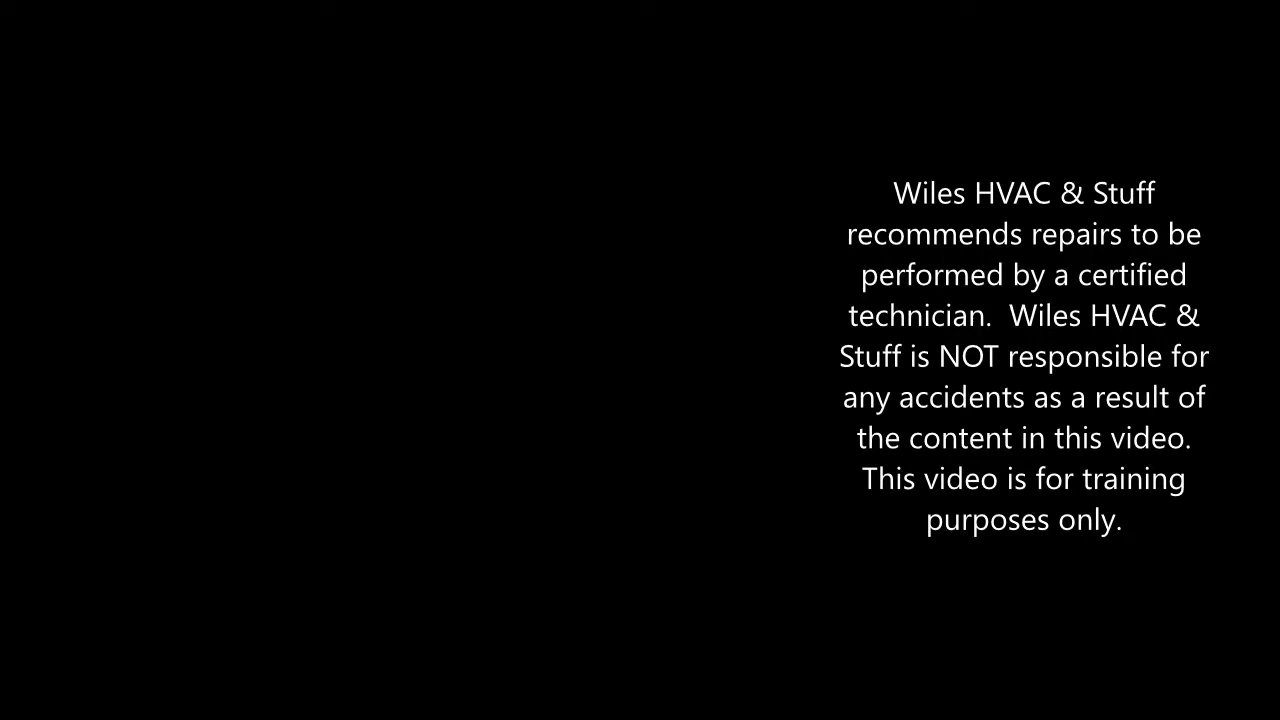 Wiles HVAC & Stuff
recommends repairs to be
performed by a certified
technician.  Wiles HVAC &
Stuff is NOT responsible for
any accidents as a result of
the content in this video.
This video is for training
purposes only.